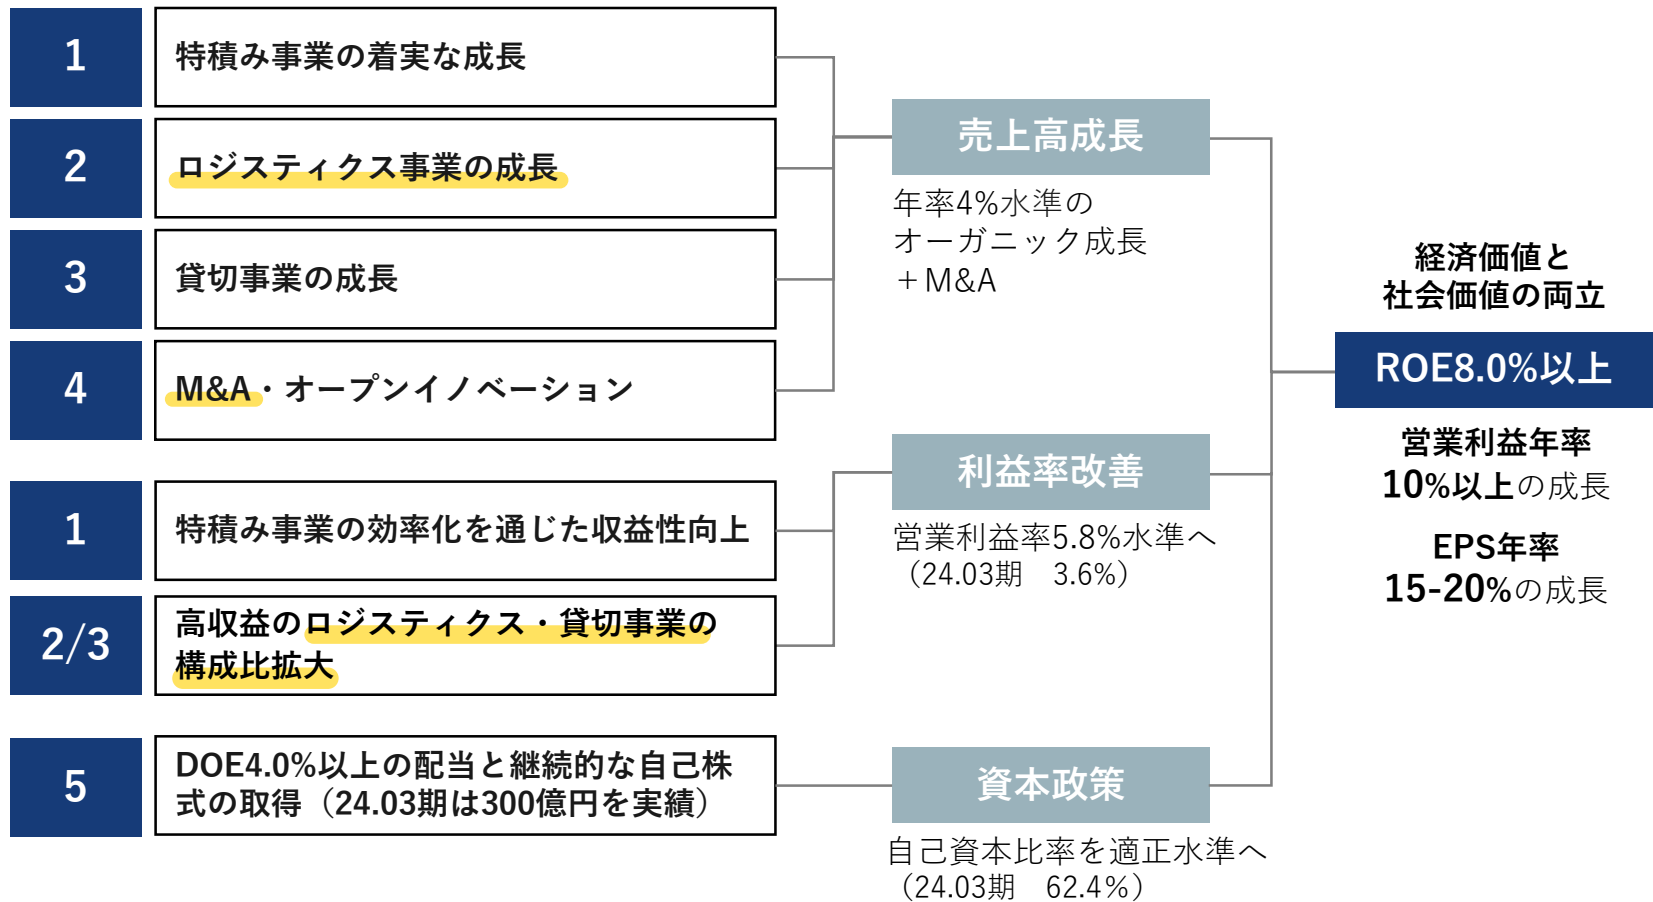 1
特積み事業の着実な成長
2
ロジスティクス事業の成長
3
貸切事業の成長
4
M&A・オープンイノベーション
売上高成長
年率4%水準の
オーガニック成長
＋M&A
1
特積み事業の効率化を通じた収益性向上
2/3
高収益のロジスティクス・貸切事業の
構成比拡大
利益率改善
営業利益率5.8%水準へ
（24.03期　3.6%）
5
DOE4.0%以上の配当と継続的な自己株
式の取得（24.03期は300億円を実績）
資本政策
自己資本比率を適正水準へ
（24.03期　62.4%）
経済価値と
社会価値の両立
ROE8.0%以上
営業利益年率
10%以上の成長
EPS年率
15-20%の成長